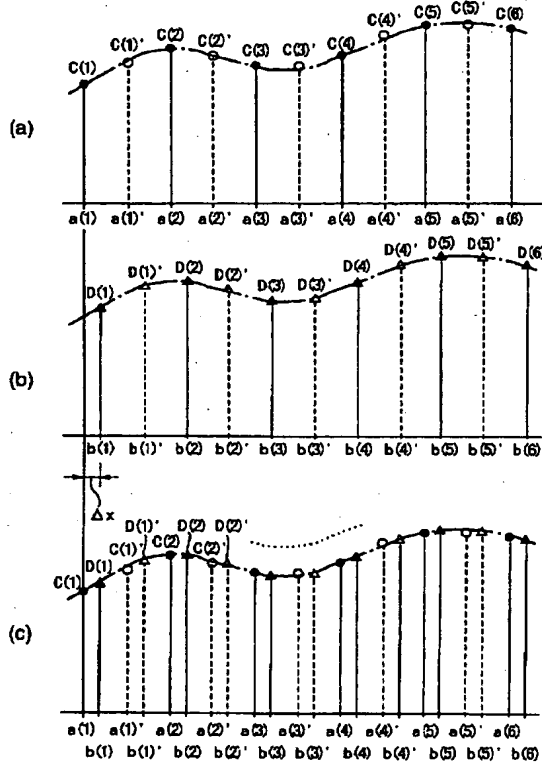 C(1) C(1)' C(2) C(2)' C(3) C(3)' C(4) C(4)' C(5) C(5)' C(6)
(a)
a(1) a(1)' a(2) a(2)' a(3) a(3)' a(4) a(4)' a(5) a(5)' a(6)
D(1) D(1)' D(2) D(2)' D(3) D(3)' D(4) D(4)' D(5) D(5)' D(6)
(b)
b(1) b(1)' b(2) b(2)' b(3) b(3)' b(4) b(4)' b(5) b(5)' b(6)
Δx
D(1)' D(2) D(2)'
C(1) D(1) C(1)' C(2) C(2)'
(c)
a(1) a(1)' a(2) a(2)' a(3) a(3)' a(4) a(4)' a(5) a(5)' a(6)
b(1) b(1)' b(2) b(2)' b(3) b(3)' b(4) b(4)' b(5) b(5)' b(6)